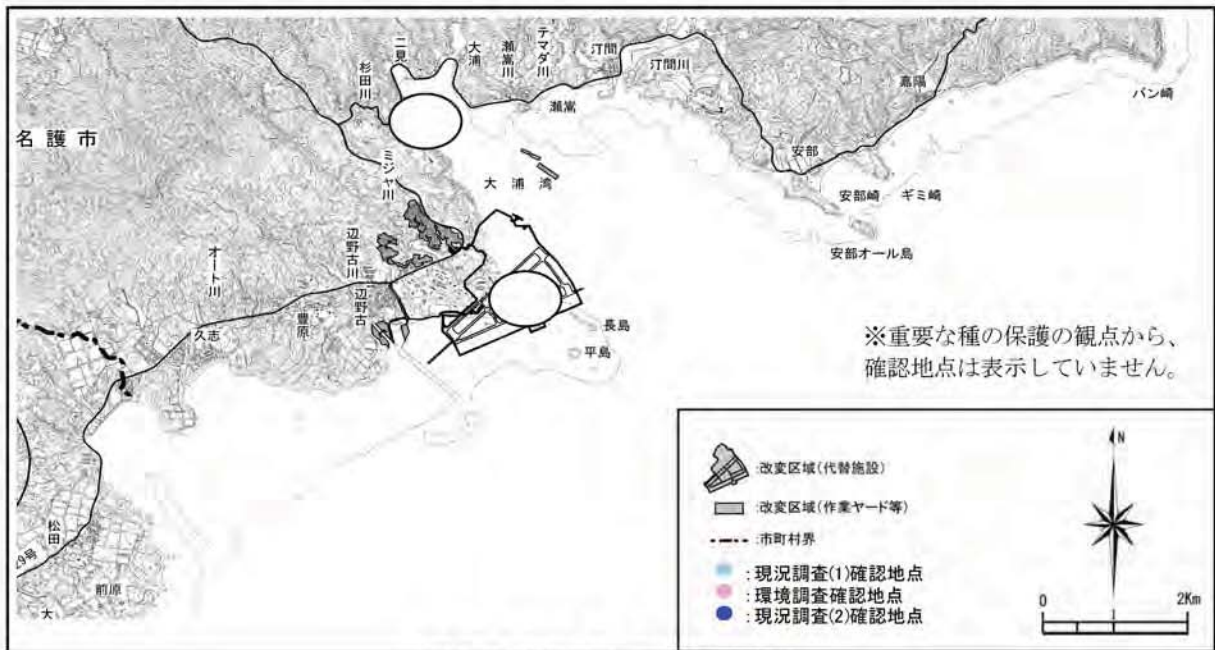 二見
大浦
瀬嵩川
テマダ川
汀間
汀間川
嘉陽
バン崎
杉田川
瀬嵩
名護市
安部
大浦湾
安部崎
ギミ崎
ミジャ川
安部オール島
辺野古川
オート川
辺野古
豊原
久志
長島
平島
※重要な種の保護の観点から、
確認地点は表示していません。
:改変区域(代替施設)
:改変区域(作業ヤード等)
:市町村界
:現況調査(1)確認地点
:環境調査確認地点
:現況調査(2)確認地点
N
0 2Km
松田
29号
前原
大